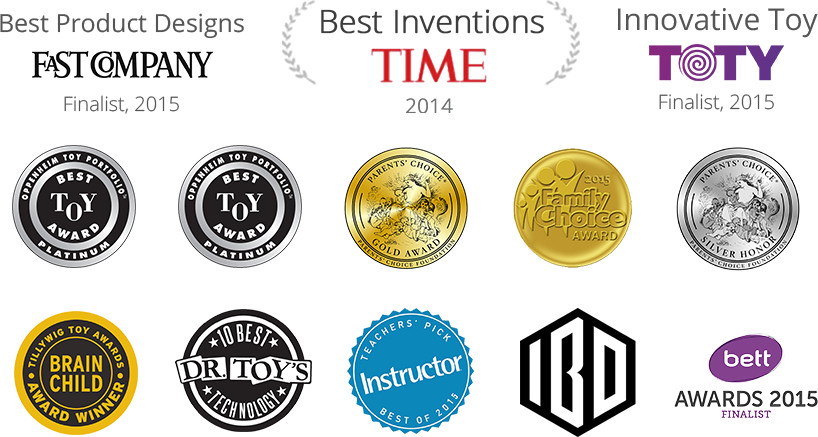 Best Product Designs
FAST COMPANY
Finalist, 2015
Best Inventions
TIME
2014
Innovative Toy
TOTY
Finalist, 2015
OPPENHEIM TOY PORTFOLIO
BEST
TOY
AWARD
PLATINUM
OPPENHEIM TOY PORTFOLIO
BEST
TOY
AWARD
PLATINUM
PARENTS' CHOICE®
GOLD AWARD
PARENTS' CHOICE FOUNDATION
2015
Family
Choice
AWARD
PARENTS' CHOICE®
SILVER HONOR
PARENTS' CHOICE FOUNDATION
TILLYWIG TOY AWARDS
BRAIN
CHILD
AWARD WINNER
10 BEST
DR. TOY'S
TECHNOLOGY
TEACHERS' PICK
Instructor
BEST OF 2015
IBD
bett
AWARDS 2015
FINALIST